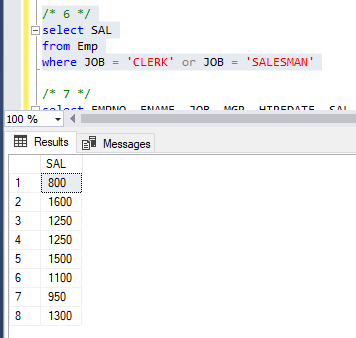 /* 6 */
select SAL
from Emp
where JOB = 'CLERK' or JOB = 'SALESMAN'
/* 7 */
select EMPNO, ENAME, JOB, MGR, HIREDATE, SAL
100 %
Results Messages
SAL
1 800
2 1600
3 1250
4 1250
5 1500
6 1100
7 950
8 1300